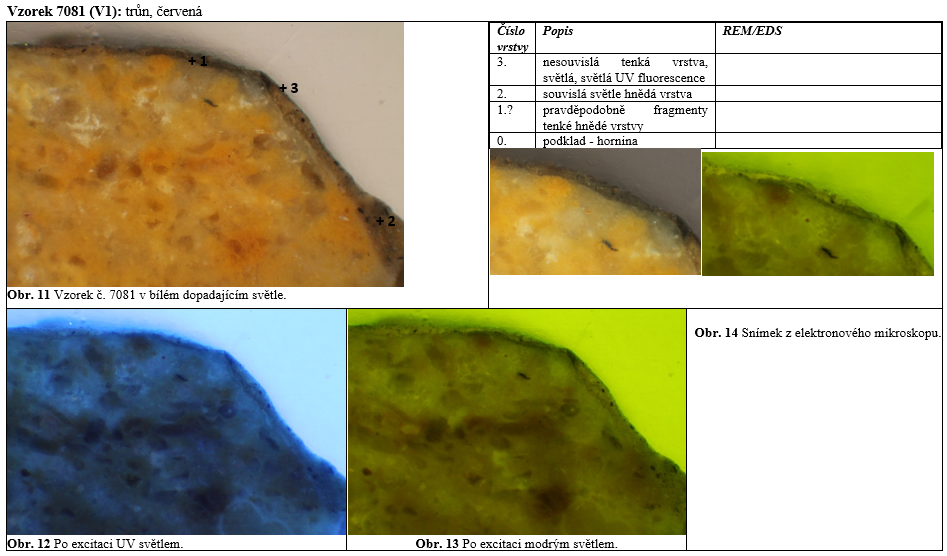 Vzorek 7081 (V1): trůn, červená
Číslo vrstvy Popis REM/EDS
3. nesouvislá tenká vrstva,
světlá, světlá UV fluorescence
2. souvislá světle hnědá vrstva
1.? pravděpodobně fragmenty
tenké hnědé vrstvy
0. podklad - hornina
+ 1
+ 3
+ 2
Obr. 11 Vzorek č. 7081 v bílém dopadajícím světle.
Obr. 14 Snímek z elektronového mikroskopu.
Obr. 12 Po excitaci UV světlem.
Obr. 13 Po excitaci modrým světlem.